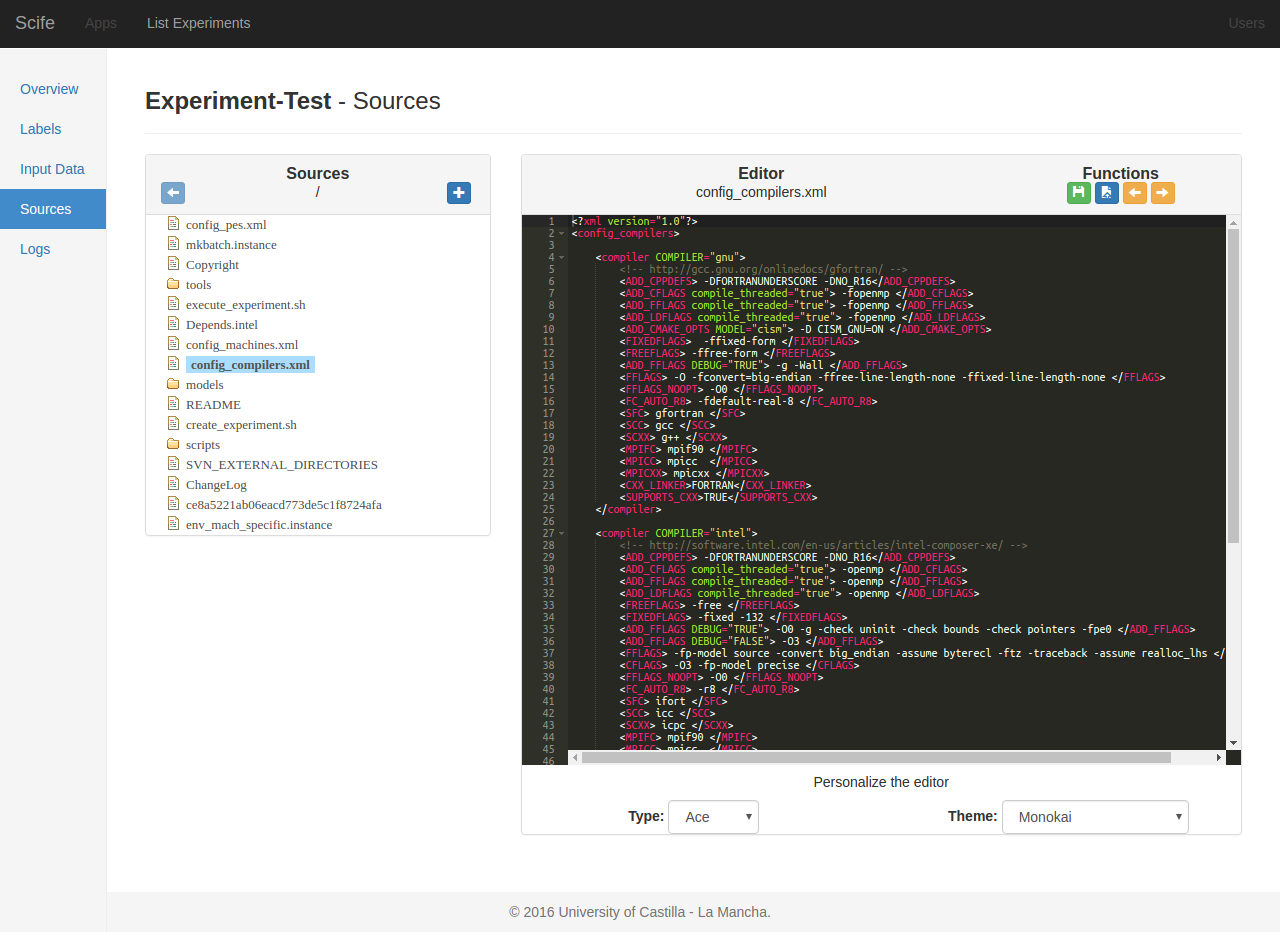 Scife Apps List Experiments Users
Overview
Labels
Input Data
Sources
Logs
Experiment-Test - Sources
Sources
/
config_pes.xml
mkbatch.instance
Copyright
tools
execute_experiment.sh
Depends.intel
config_machines.xml
config_compilers.xml
models
README
create_experiment.sh
scripts
SVN_EXTERNAL_DIRECTORIES
ChangeLog
ce8a5221ab06eacd773de5c1f8724afa
env_mach_specific.instance
Editor
config_compilers.xml
Functions
1 <?xml version="1.0"?>
2 <config_compilers>
3
4 <compiler COMPILER="gnu">
5 <!-- http://gcc.gnu.org/onlinedocs/gfortran/ -->
6 <ADD_CPPDEFS> -DFORTRANUNDERSCORE -DNO_R16</ADD_CPPDEFS>
7 <ADD_CFLAGS compile_threaded="true"> -fopenmp </ADD_CFLAGS>
8 <ADD_FFLAGS compile_threaded="true"> -fopenmp </ADD_FFLAGS>
9 <ADD_LDFLAGS compile_threaded="true"> -fopenmp </ADD_LDFLAGS>
10 <ADD_CMAKE_OPTS MODEL="cism"> -D CISM_GNU=ON </ADD_CMAKE_OPTS>
11 <FIXEDFLAGS>  -ffixed-form </FIXEDFLAGS>
12 <FREEFLAGS> -ffree-form </FREEFLAGS>
13 <ADD_FFLAGS DEBUG="TRUE"> -g -Wall </ADD_FFLAGS>
14 <FFLAGS> -O -fconvert=big-endian -ffree-line-length-none -ffixed-line-length-none </FFLAGS>
15 <FFLAGS_NOOPT> -O0 </FFLAGS_NOOPT>
16 <FC_AUTO_R8> -fdefault-real-8 </FC_AUTO_R8>
17 <SFC> gfortran </SFC>
18 <SCC> gcc </SCC>
19 <SCXX> g++ </SCXX>
20 <MPIFC> mpif90 </MPIFC>
21 <MPICC> mpicc  </MPICC>
22 <MPICXX> mpicxx </MPICXX>
23 <CXX_LINKER>FORTRAN</CXX_LINKER>
24 <SUPPORTS_CXX>TRUE</SUPPORTS_CXX>
25 </compiler>
26
27 <compiler COMPILER="intel">
28 <!-- http://software.intel.com/en-us/articles/intel-composer-xe/ -->
29 <ADD_CPPDEFS> -DFORTRANUNDERSCORE -DNO_R16</ADD_CPPDEFS>
30 <ADD_CFLAGS compile_threaded="true"> -openmp </ADD_CFLAGS>
31 <ADD_FFLAGS compile_threaded="true"> -openmp </ADD_FFLAGS>
32 <ADD_LDFLAGS compile_threaded="true"> -openmp </ADD_LDFLAGS>
33 <FREEFLAGS> -free </FREEFLAGS>
34 <FIXEDFLAGS> -fixed -132 </FIXEDFLAGS>
35 <ADD_FFLAGS DEBUG="TRUE"> -O0 -g -check uninit -check bounds -check pointers -fpe0 </ADD_FFLAGS>
36 <ADD_FFLAGS DEBUG="FALSE"> -O3 </ADD_FFLAGS>
37 <FFLAGS> -fp-model source -convert big_endian -assume byterecl -ftz -traceback -assume realloc_lhs </
38 <CFLAGS> -O3 -fp-model precise </CFLAGS>
39 <FFLAGS_NOOPT> -O0 </FFLAGS_NOOPT>
40 <FC_AUTO_R8> -r8 </FC_AUTO_R8>
41 <SFC> ifort </SFC>
42 <SCC> icc </SCC>
43 <SCXX> icpc </SCXX>
44 <MPIFC> mpif90 </MPIFC>
45 <MPICC> mpicc  </MPICC>
46
Personalize the editor
Type: Ace
Theme: Monokai
© 2016 University of Castilla - La Mancha.